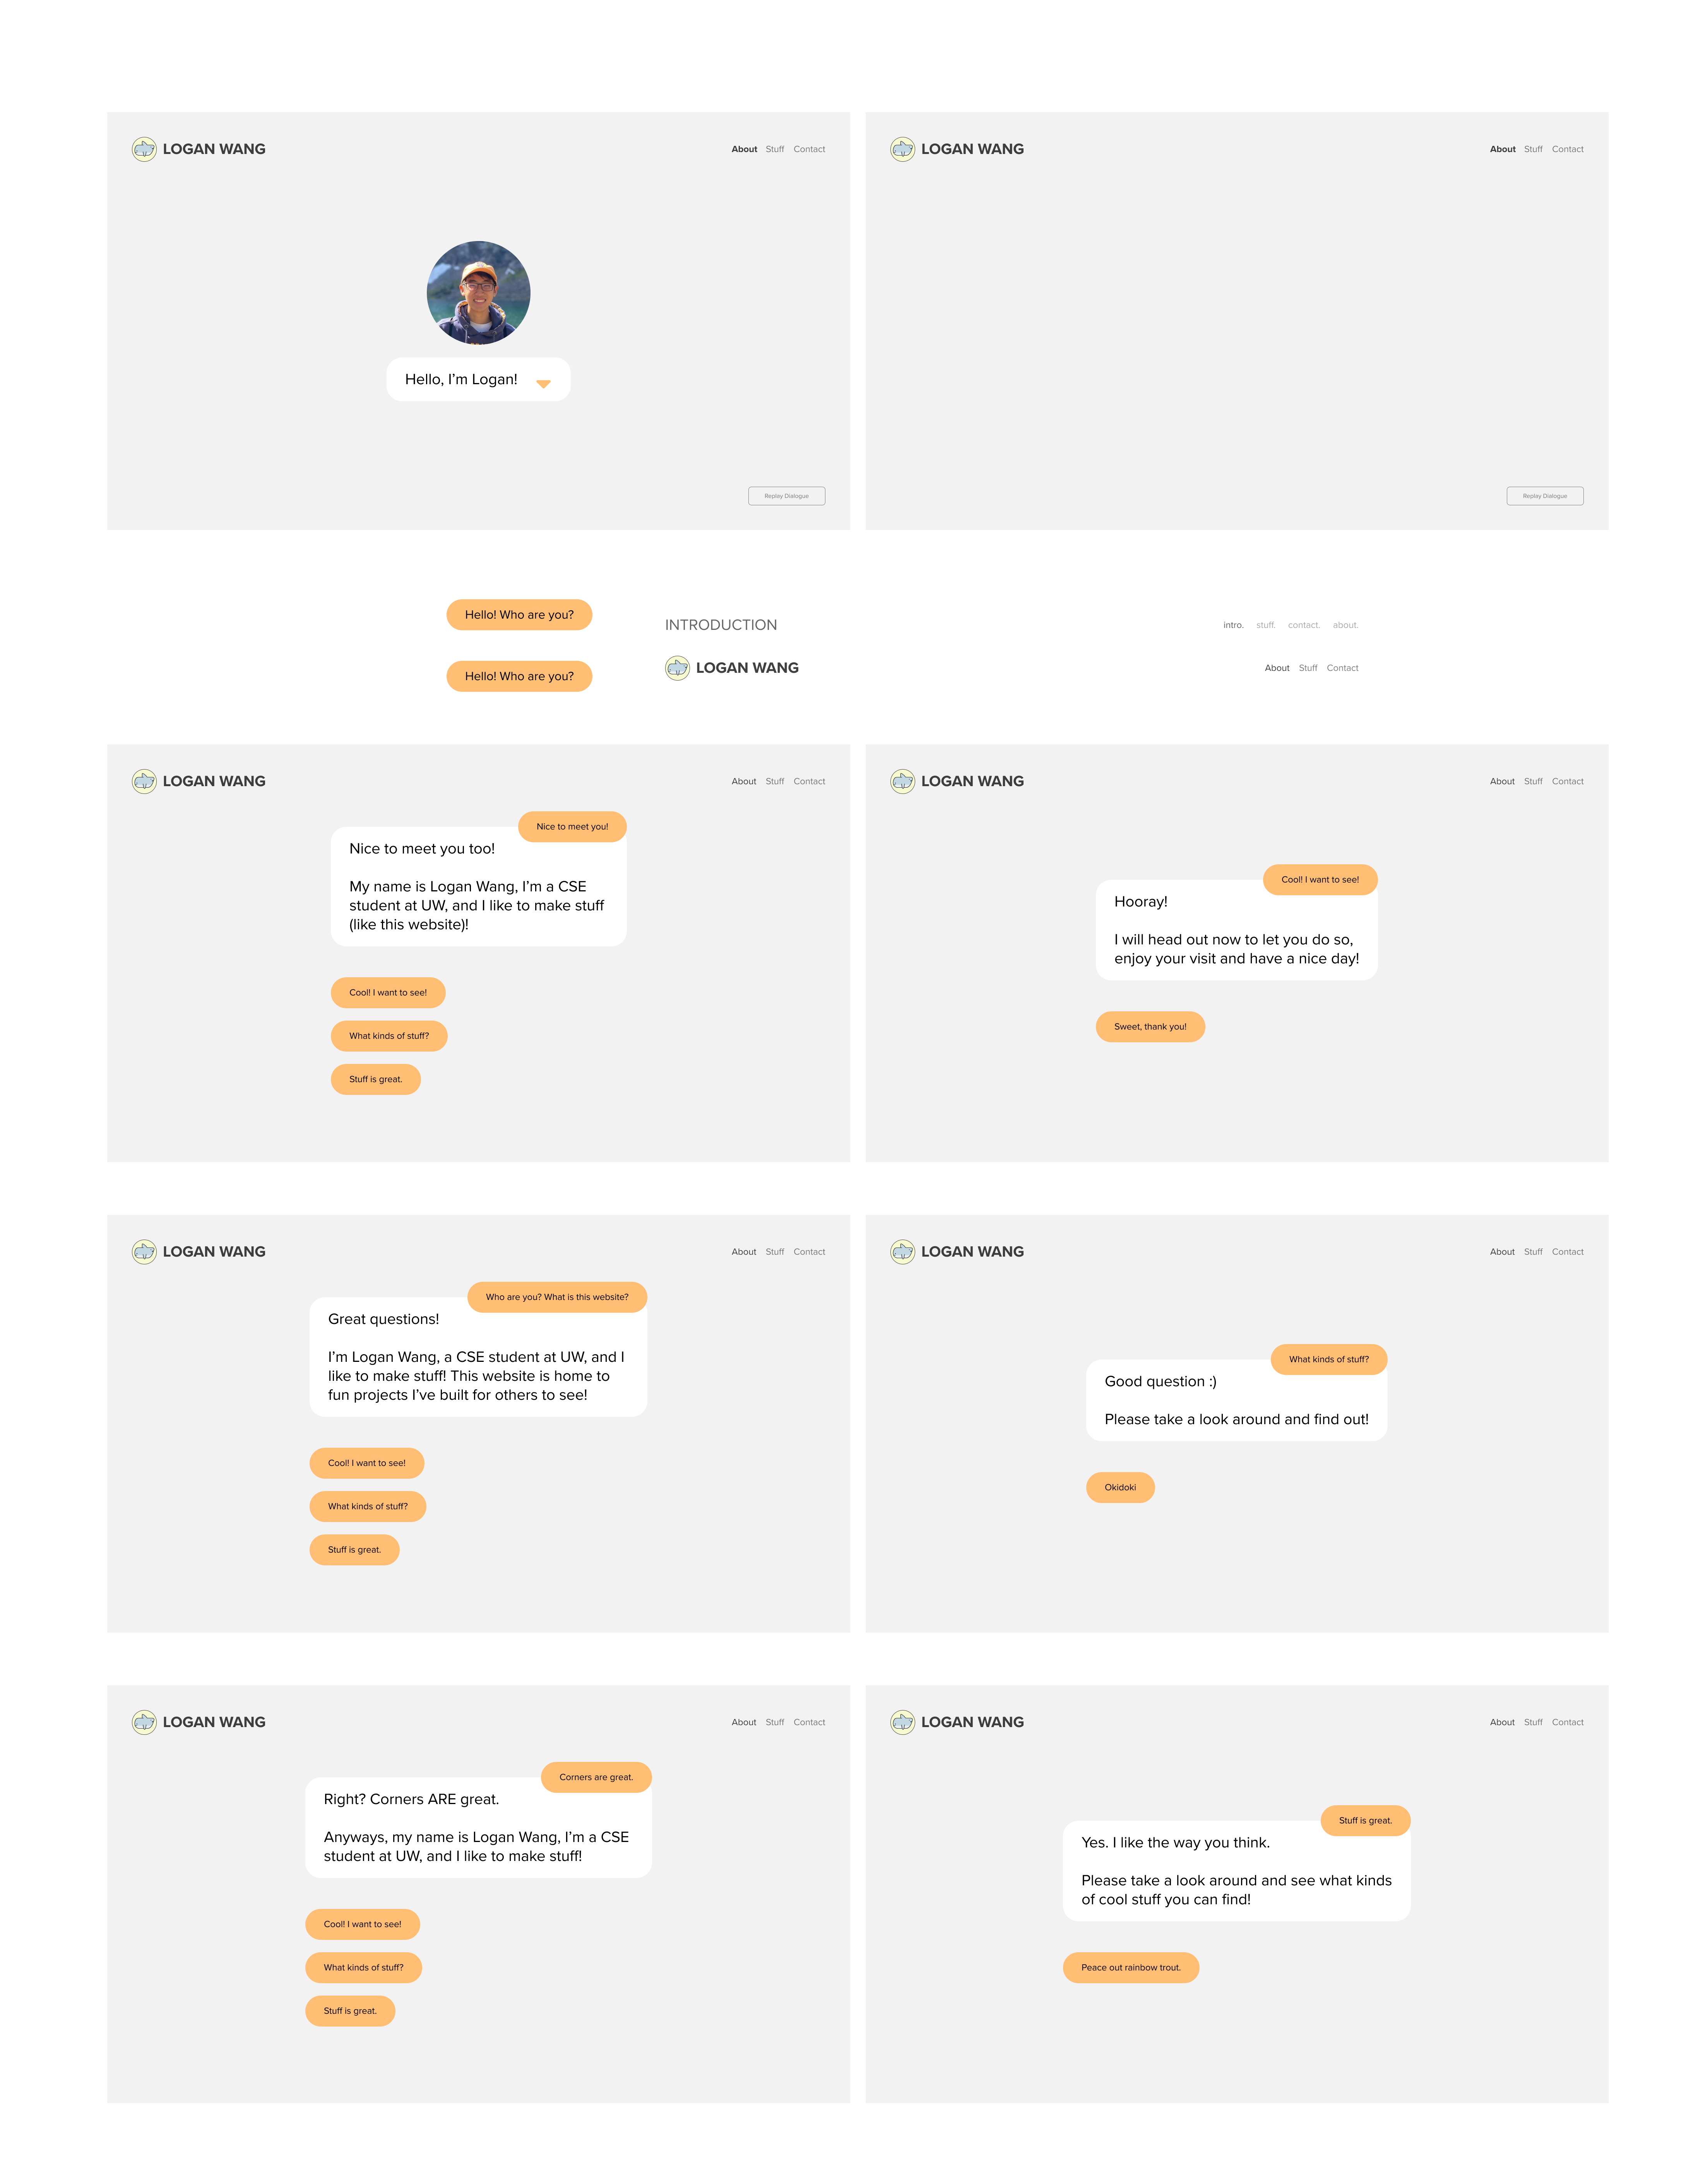 LOGAN WANG
About Stuff Contact
Hello, I'm Logan!
Replay Dialogue
LOGAN WANG
About Stuff Contact
Replay Dialogue
Hello! Who are you?
Hello! Who are you?
INTRODUCTION
intro. stuff. contact. about.
LOGAN WANG
About Stuff Contact
LOGAN WANG
About Stuff Contact
Nice to meet you!
Nice to meet you too!
My name is Logan Wang, I'm a CSE
student at UW, and I like to make stuff
(like this website)!
Cool! I want to see!
What kinds of stuff?
Stuff is great.
LOGAN WANG
About Stuff Contact
Cool! I want to see!
Hooray!
I will head out now to let you do so,
enjoy your visit and have a nice day!
Sweet, thank you!
LOGAN WANG
About Stuff Contact
Who are you? What is this website?
Great questions!
I'm Logan Wang, a CSE student at UW, and I
like to make stuff! This website is home to
fun projects I've built for others to see!
Cool! I want to see!
What kinds of stuff?
Stuff is great.
LOGAN WANG
About Stuff Contact
What kinds of stuff?
Good question :)
Please take a look around and find out!
Okidoki
LOGAN WANG
About Stuff Contact
Corners are great.
Right? Corners ARE great.
Anyways, my name is Logan Wang, I'm a CSE
student at UW, and I like to make stuff!
Cool! I want to see!
What kinds of stuff?
Stuff is great.
LOGAN WANG
About Stuff Contact
Stuff is great.
Yes. I like the way you think.
Please take a look around and see what kinds
of cool stuff you can find!
Peace out rainbow trout.